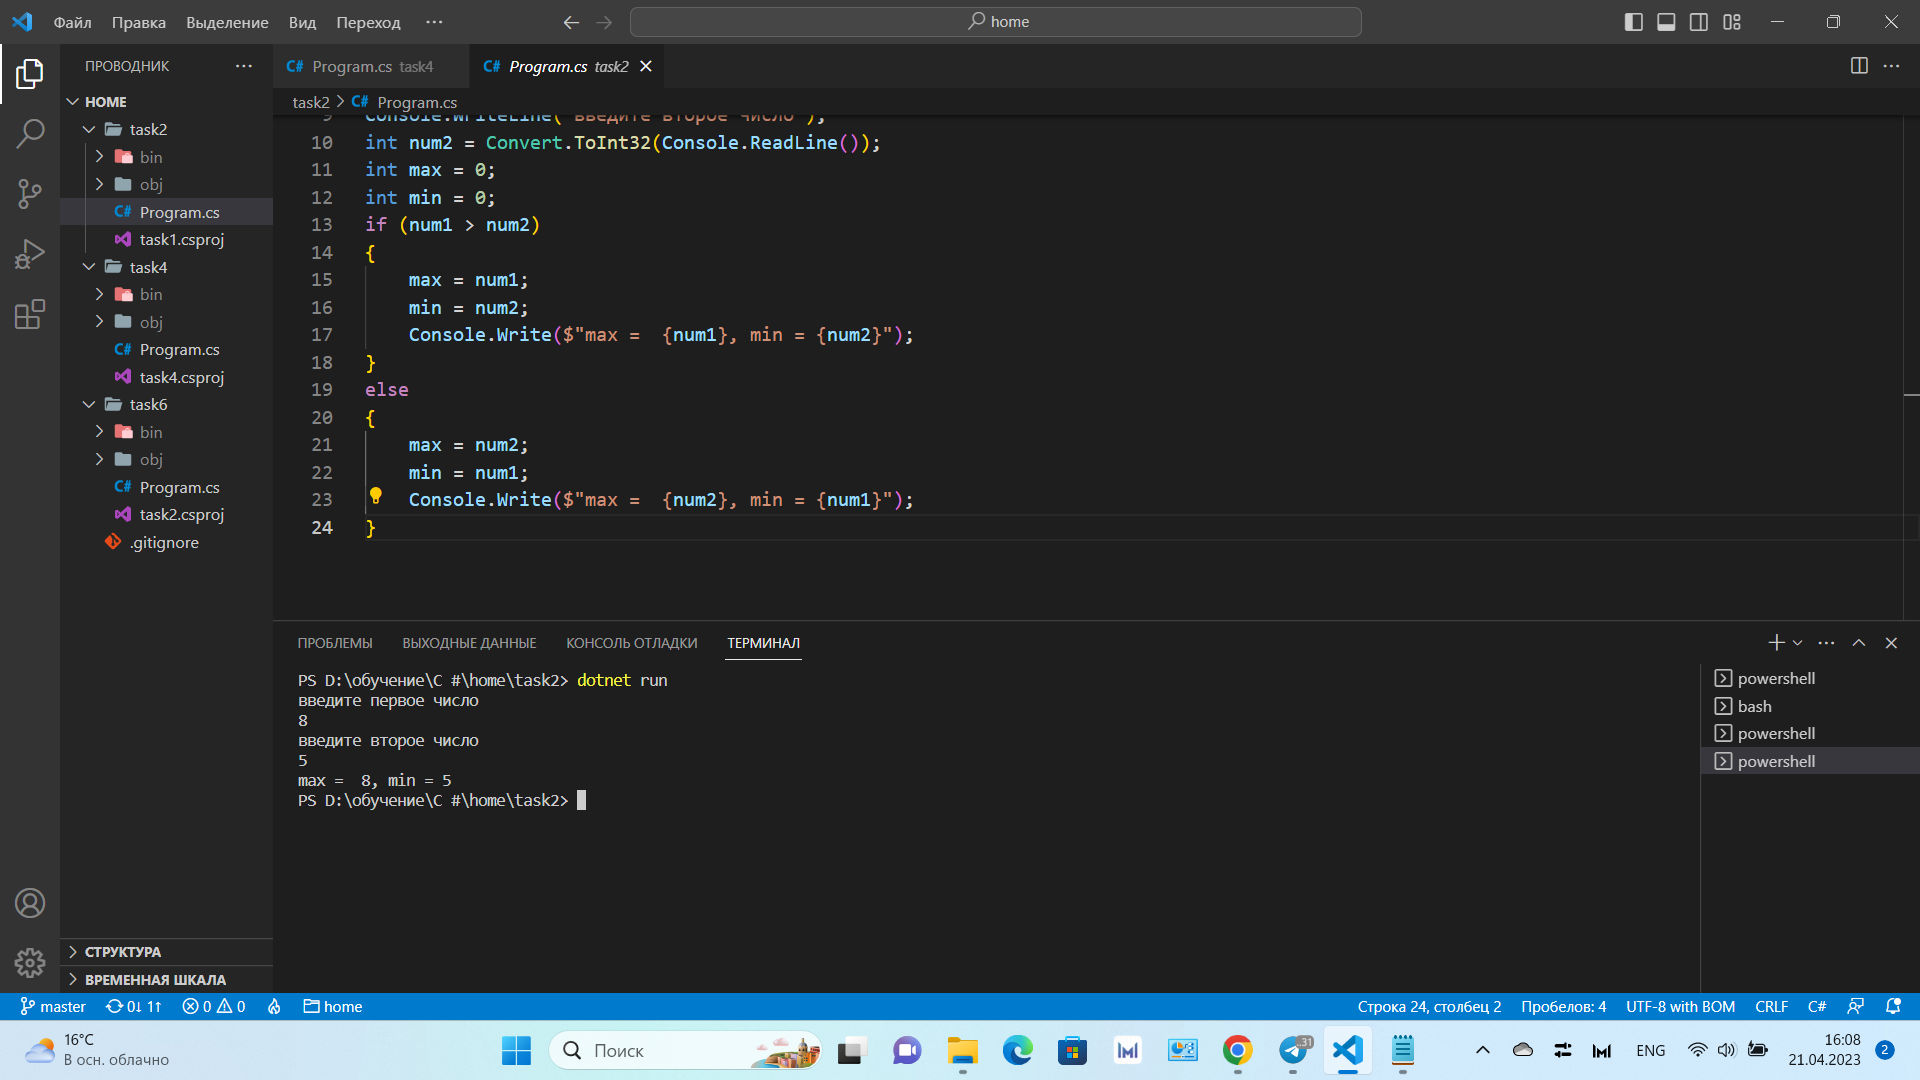 Файл Правка Выделение Вид Переход ··· home
ПРОВОДНИК
HOME
task2
bin
obj
Program.cs
task1.csproj
task4
bin
obj
Program.cs
task4.csproj
task6
bin
obj
Program.cs
task2.csproj
.gitignore
СТРУКТУРА
ВРЕМЕННАЯ ШКАЛА
C# Program.cs task4 C# Program.cs task2
task2 > C# Program.cs
9 Console.WriteLine("введите второе число");
10 int num2 = Convert.ToInt32(Console.ReadLine());
11 int max = 0;
12 int min = 0;
13 if (num1 > num2)
14 {
15 max = num1;
16 min = num2;
17 Console.Write($"max =  {num1}, min = {num2}");
18 }
19 else
20 {
21 max = num2;
22 min = num1;
23 Console.Write($"max =  {num2}, min = {num1}");
24 }
ПРОБЛЕМЫ ВЫХОДНЫЕ ДАННЫЕ КОНСОЛЬ ОТЛАДКИ ТЕРМИНАЛ
PS D:\обучение\C #\home\task2> dotnet run
введите первое число
8
введите второе число
5
max =  8, min = 5
PS D:\обучение\C #\home\task2>
powershell
bash
powershell
powershell
master 0↓ 1↑ 0 0 home Строка 24, столбец 2 Пробелов: 4 UTF-8 with BOM CRLF C#
16°C
В осн. облачно
Поиск
31
ENG
16:08
21.04.2023
2